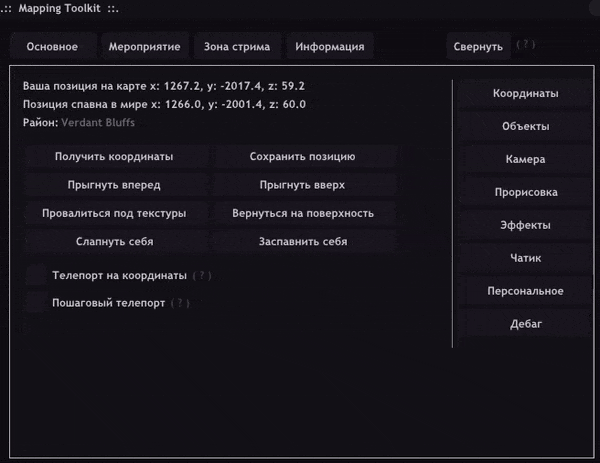 .:: Mapping Toolkit ::.
Основное Мероприятие Зона стрима Информация Свернуть ( ? )
Ваша позиция на карте x: 1267.2, y: -2017.4, z: 59.2
Позиция спавна в мире x: 1266.0, y: -2001.4, z: 60.0
Район: Verdant Bluffs
Получить координаты Сохранить позицию
Прыгнуть вперед Прыгнуть вверх
Провалиться под текстуры Вернуться на поверхность
Слапнуть себя Заспавнить себя
Телепорт на координаты ( ? )
Пошаговый телепорт ( ? )
Координаты
Объекты
Камера
Прорисовка
Эффекты
Чатик
Персональное
Дебаг